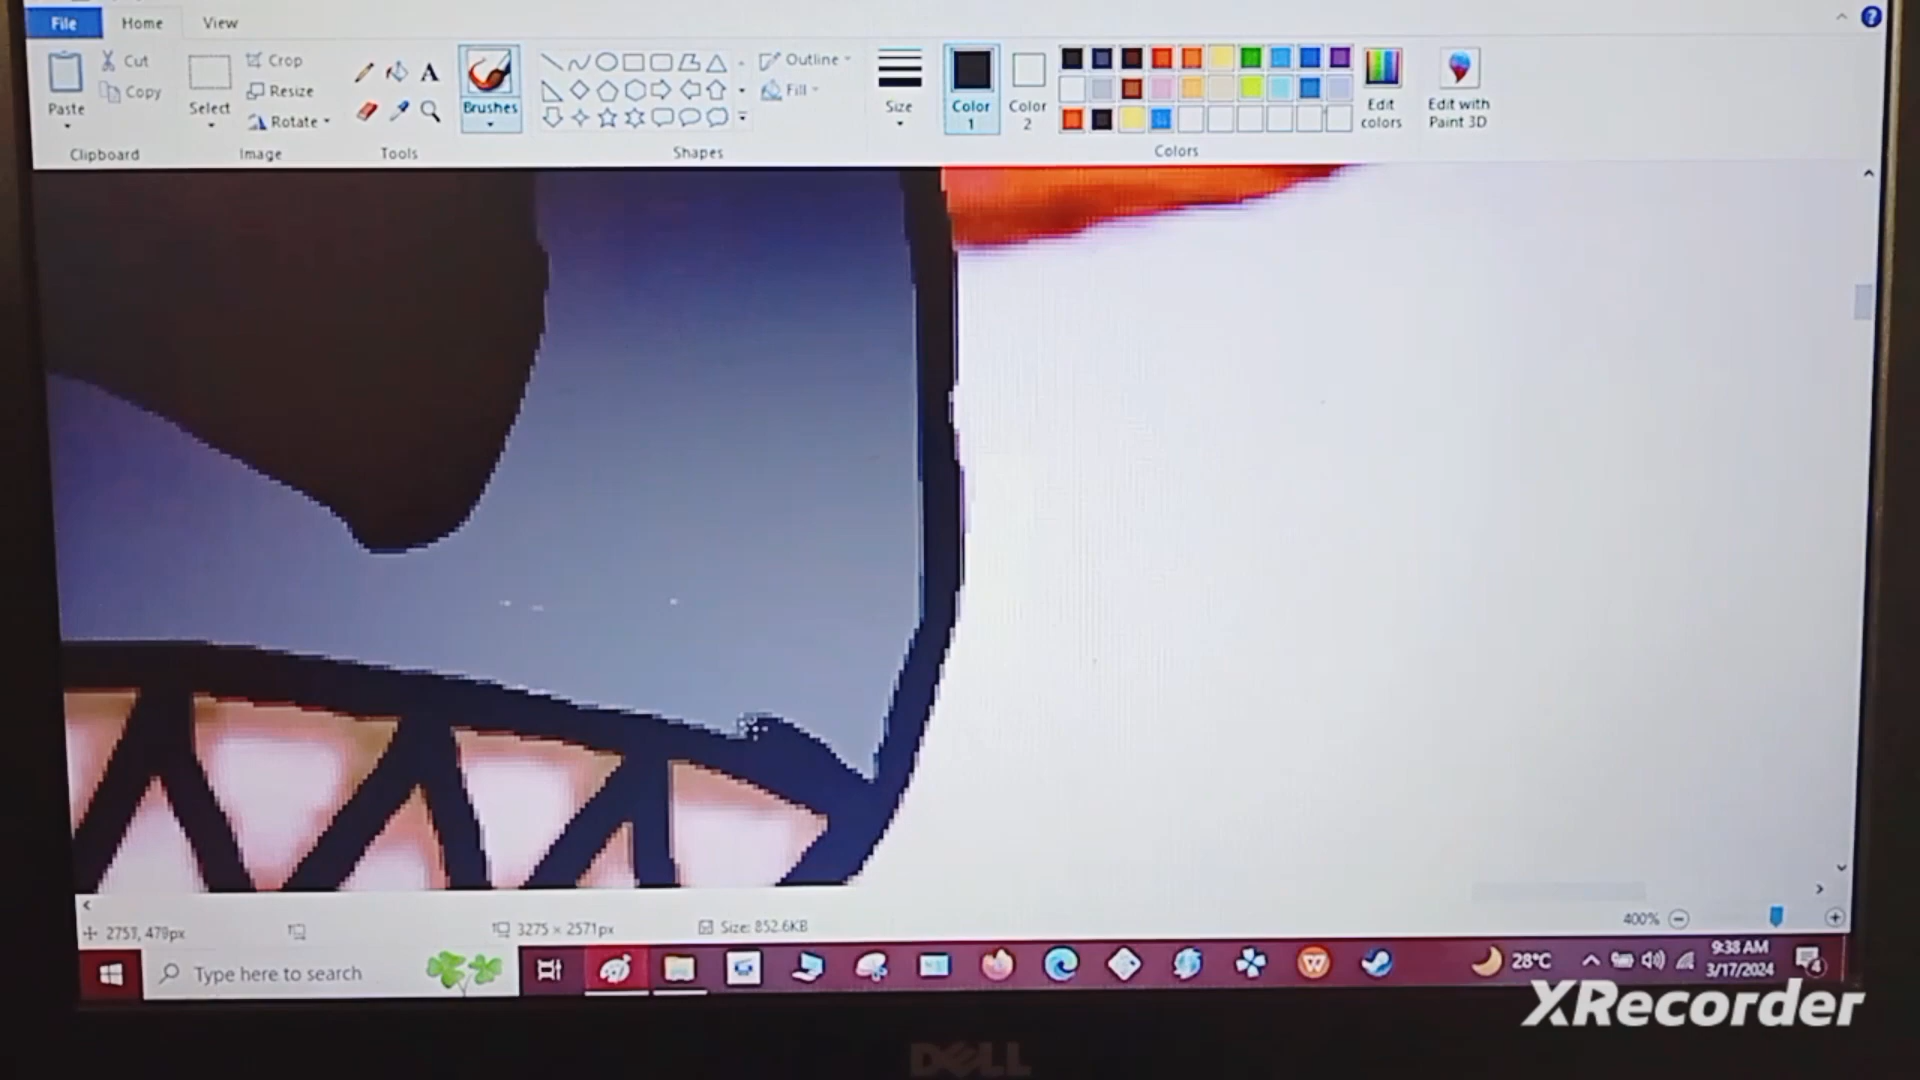 File Home View
Paste
Cut
Copy
Clipboard
Select
Crop
Resize
Rotate
Image
A
Tools
Brushes
Shapes
Outline
Fill
Size
Color 1
Color 2
Colors
Edit colors
Edit with Paint 3D
3275 × 2571px
Size: 852.6KB
400%
Type here to search
28°C
9:38 AM
3/17/2024
4
XRecorder
DELL